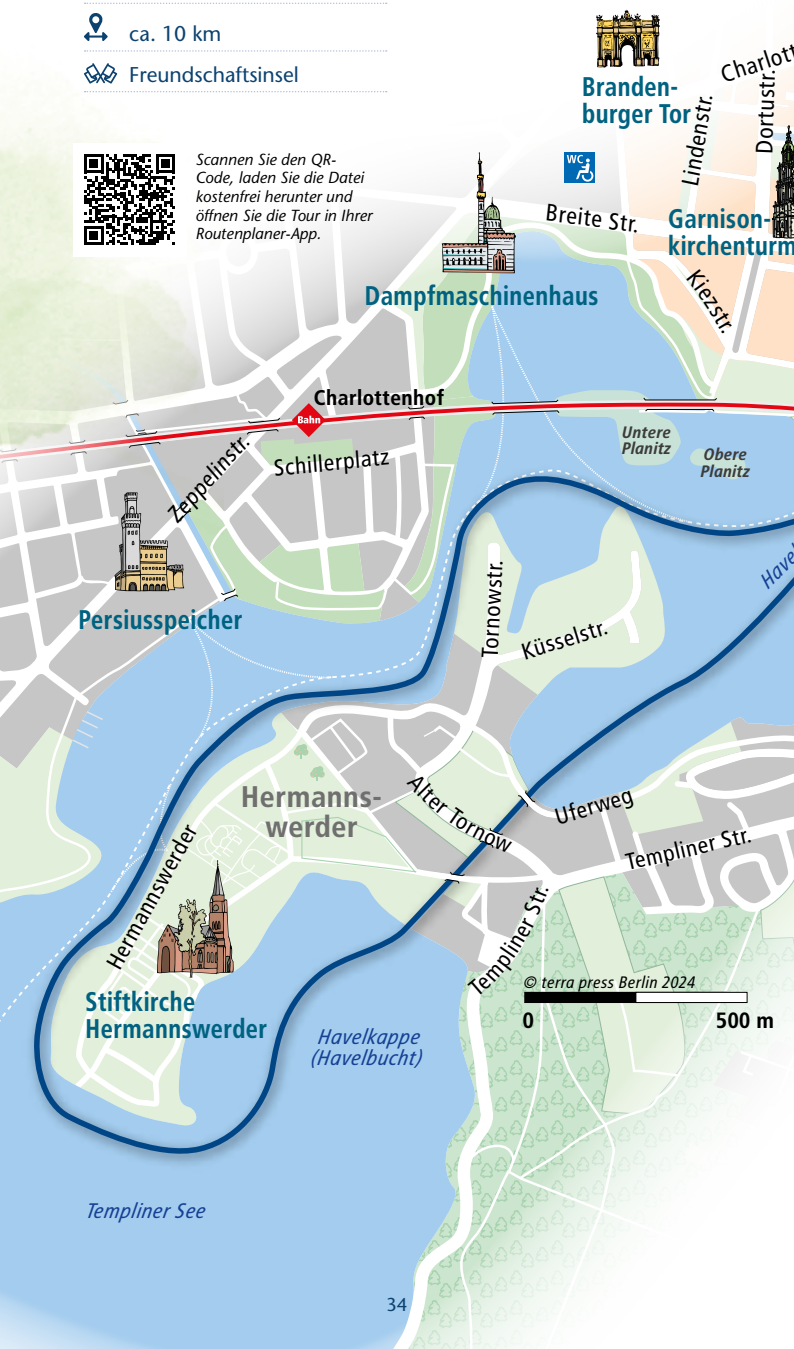 ca. 10 km
Freundschaftsinsel
Scannen Sie den QR-
Code, laden Sie die Datei
kostenfrei herunter und
öffnen Sie die Tour in Ihrer
Routenplaner-App.
Branden-
burger Tor
Charlott
Dortustr.
Lindenstr.
WC
Breite Str.
Garnison-
kirchenturm
Kiezstr.
Dampfmaschinenhaus
Charlottenhof
Bahn
Schillerplatz
Zeppelinstr.
Untere
Planitz
Obere
Planitz
Havel
Persiusspeicher
Tornowstr.
Küsselstr.
Hermanns-
werder
Alter Tornow
Uferweg
Templiner Str.
Hermannswerder
Templiner Str.
Stiftkirche
Hermannswerder
© terra press Berlin 2024
0 500 m
Havelkappe
(Havelbucht)
Templiner See
34